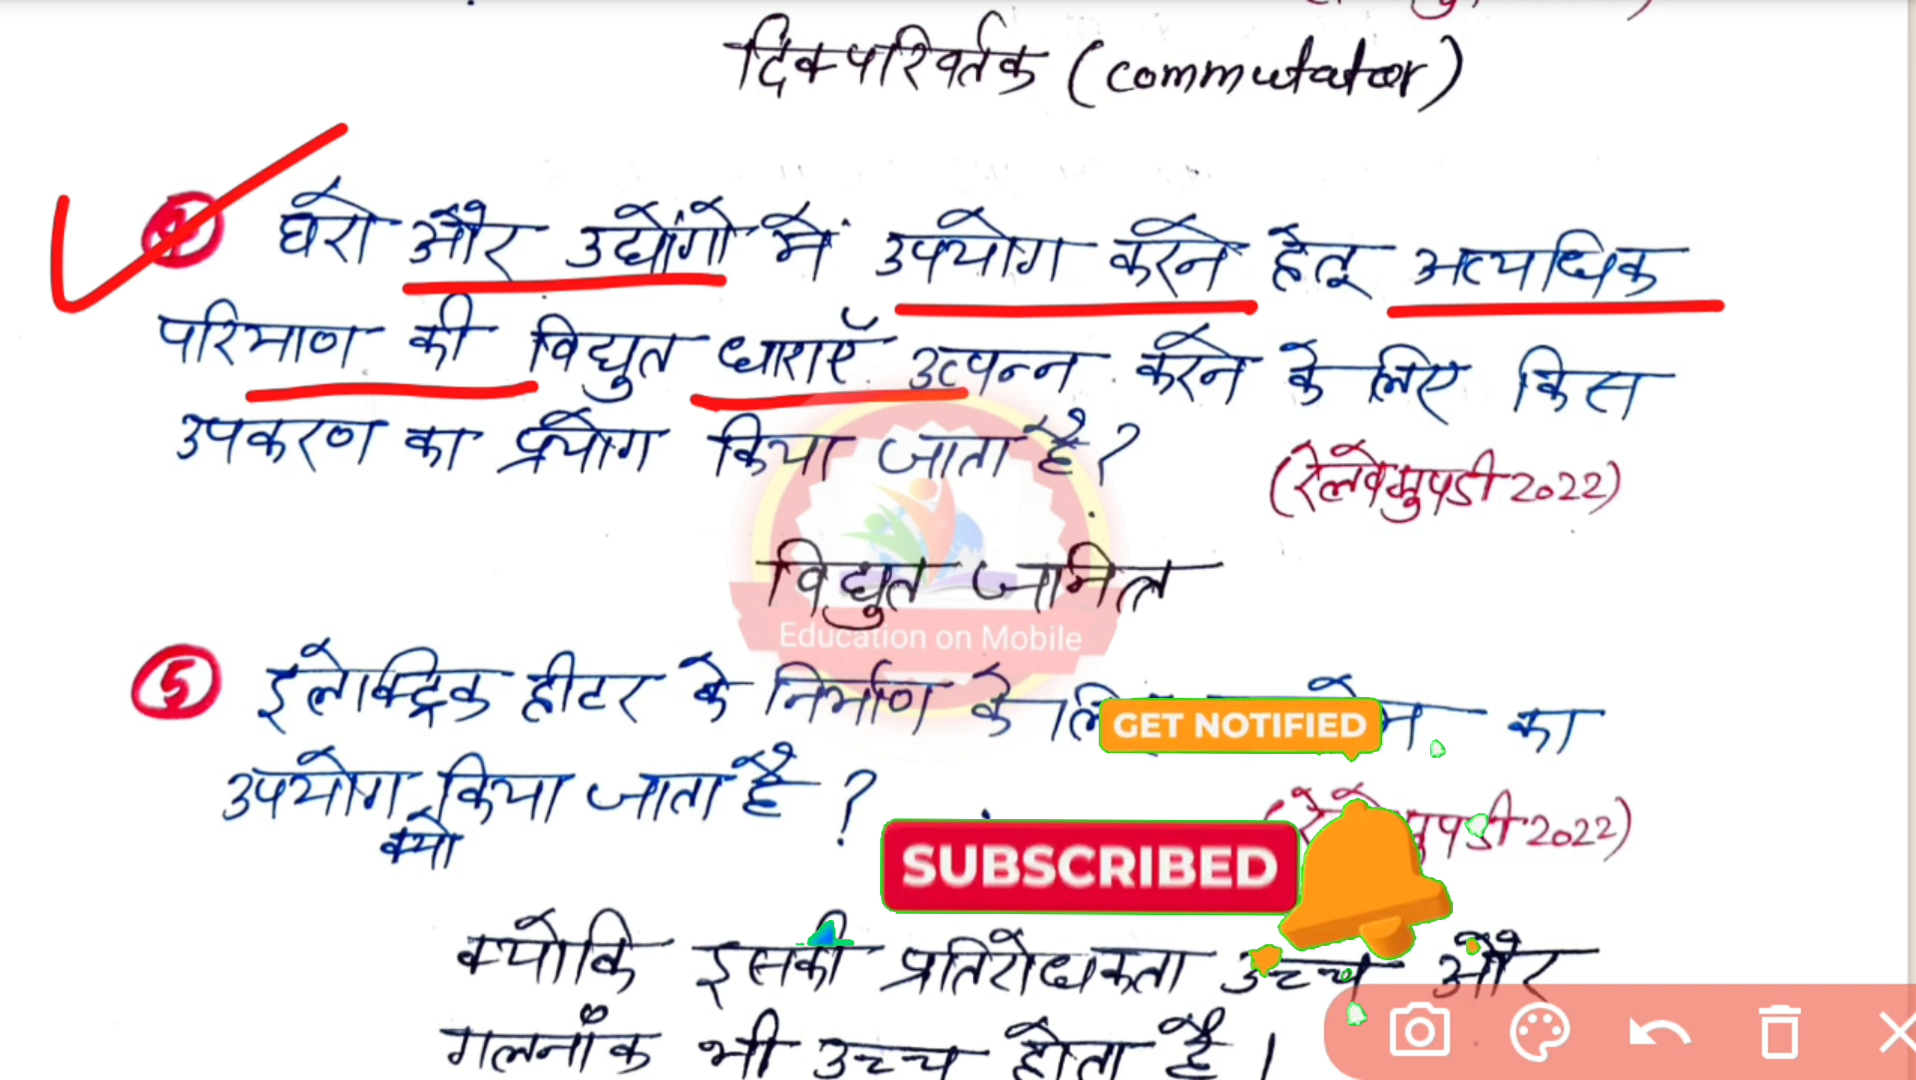 दिक्परिवर्तक (commutator)
④ घरो और उद्योंगो में उपयोग करने हेतू अत्यधिक
परिमाण की विद्युत धाराएँ उत्पन्न करने के लिए किस
उपकरण का प्रयोग किया जाता है?
(रेलवे ग्रुप डी 2022)
विद्युत जनित्र
Education on Mobile
⑤ इलेक्ट्रिक हीटर के निर्माण के का
GET NOTIFIED
उपयोग किया जाता है ?
क्यो
डी 2022)
SUBSCRIBED
क्योकि इसकी प्रतिरोधकता उच्च और
गलनांक भी उच्च होता है ।